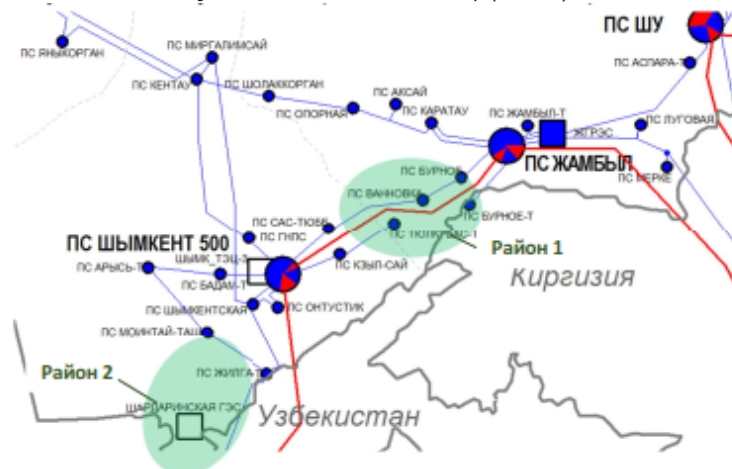 ПС ШУ
ПС ЯНЫКОРГАН
ПС МИРГАЛИМСАЙ
ПС АСПАРА-Т
ПС КЕНТАУ
ПС ШОЛАККОРГАН
ПС АКСАЙ
ПС ОПОРНАЯ
ПС КАРАТАУ
ПС ЖАМБЫЛ-Т
ПС ЛУГОВАЯ
ЖГРЭС
ПС ЖАМБЫЛ
ПС МЕРКЕ
ПС БУРНОЕ
ПС ВАННОВКА
ПС БУРНОЕ-Т
ПС САС-ТЮБЕ
ПС ТЮЛКУБАС-Т
ПС ГНПС
Район 1
ПС ШЫМКЕНТ 500
ШЫМК_ТЭЦ-3
ПС КЗЫЛ-САЙ
ПС АРЫСЬ-Т
Киргизия
ПС БАДАМ-Т
ПС ШЫМКЕНТСКАЯ
ПС ОНТУСТИК
ПС МОИНТАЙ-ТАШ
Район 2
ПС ЖИЛГА-Т
ШАРДАРИНСКАЯ ГЭС
Узбекистан